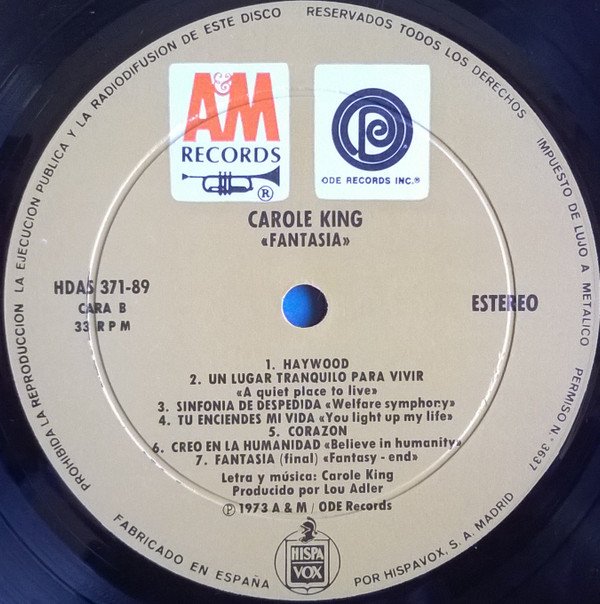 PROHIBIDA LA REPRODUCCION LA EJECUCION PUBLICA Y LA RADIODIFUSION DE ESTE DISCO
RESERVADOS TODOS LOS DERECHOS
IMPUESTO DE LUJO A METALICO
PERMISO N.° 3637
A&M
RECORDS
®
ODE RECORDS INC.®
CAROLE KING
«FANTASIA»
HDAS 371-89
CARA B
33 R P M
ESTEREO
1. HAYWOOD
2. UN LUGAR TRANQUILO PARA VIVIR
«A quiet place to live»
3. SINFONIA DE DESPEDIDA «Welfare symphony»
4. TU ENCIENDES MI VIDA «You light up my life»
5. CORAZON
6. CREO EN LA HUMANIDAD «Believe in humanity»
7. FANTASIA (final) «Fantasy - end»
Letra y música: Carole King
Producido por Lou Adler
℗ 1973 A & M / ODE Records
HISPA
VOX
FABRICADO EN ESPAÑA
POR HISPAVOX, S. A. MADRID